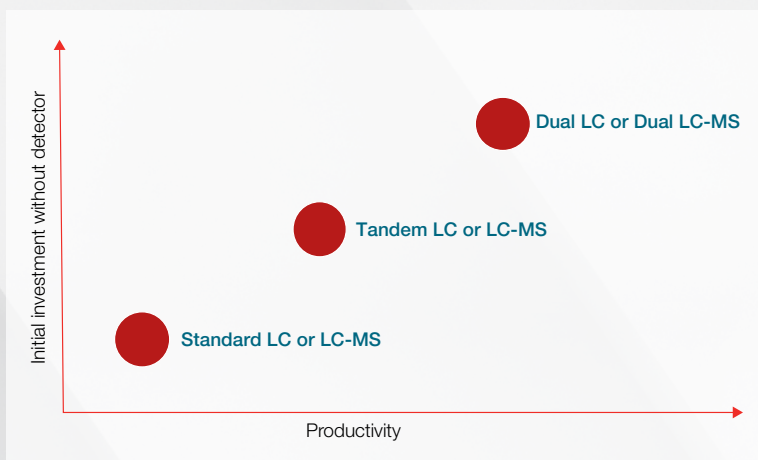 Initial investment without detector
Dual LC or Dual LC-MS
Tandem LC or LC-MS
Standard LC or LC-MS
Productivity